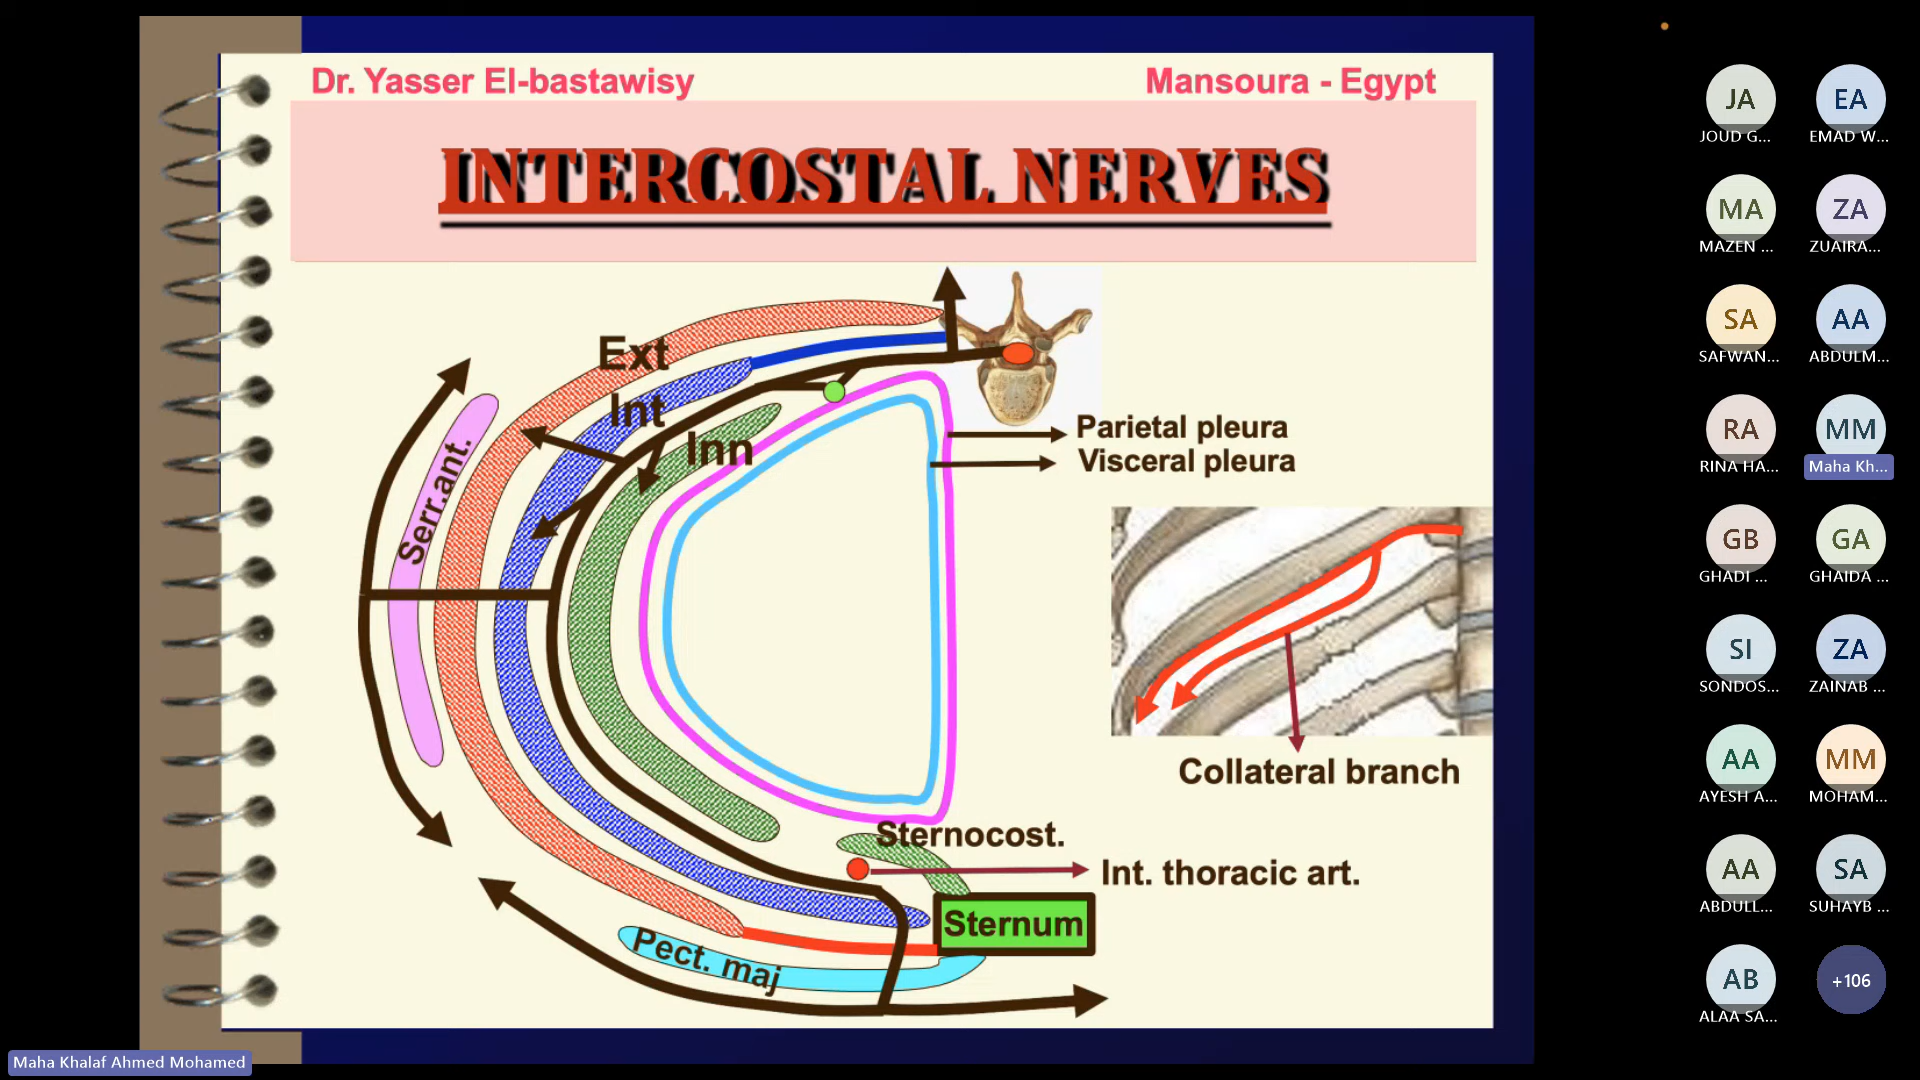 Dr. Yasser El-bastawisy
Mansoura - Egypt
INTERCOSTAL NERVES
Ext
Int
Inn
Serr.ant.
Parietal pleura
Visceral pleura
Collateral branch
Sternocost.
Int. thoracic art.
Sternum
Pect. maj
JA
JOUD G...
EA
EMAD W...
MA
MAZEN ...
ZA
ZUAIRA...
SA
SAFWAN...
AA
ABDULM...
RA
RINA HA...
MM
Maha Kh...
GB
GHADI ...
GA
GHAIDA ...
SI
SONDOS...
ZA
ZAINAB ...
AA
AYESH A...
MM
MOHAM...
AA
ABDULL...
SA
SUHAYB ...
AB
ALAA SA...
+106
Maha Khalaf Ahmed Mohamed